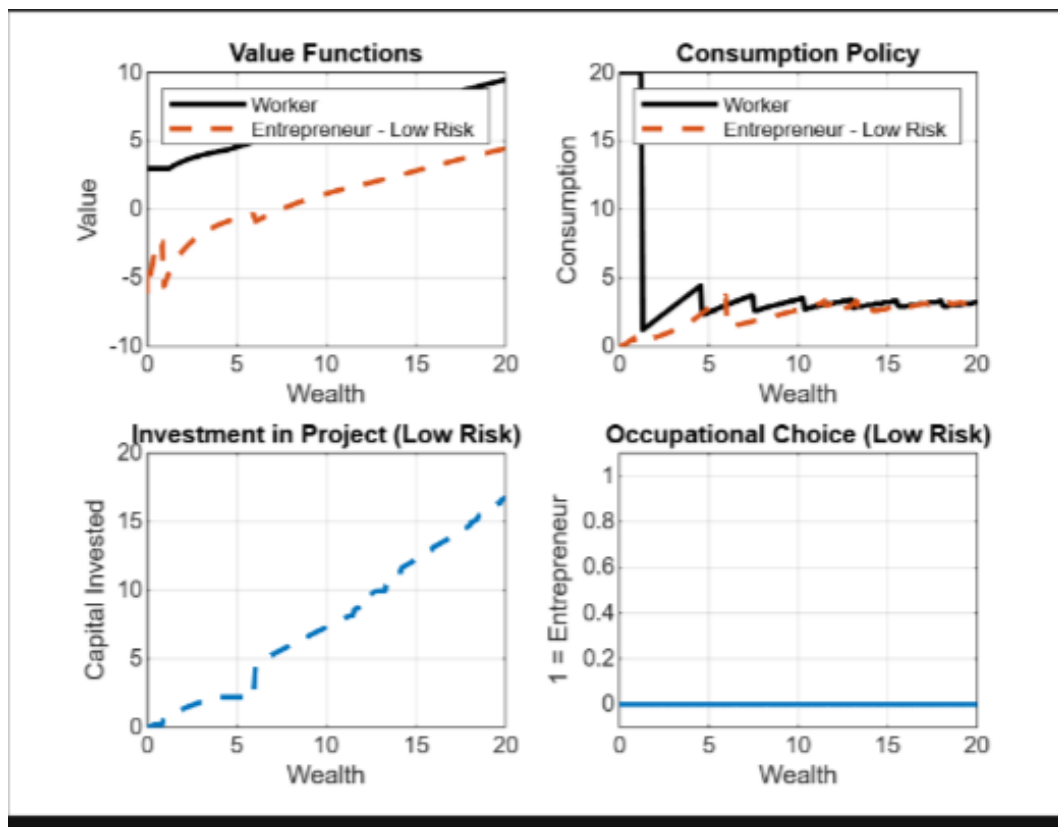 Value Functions
10
5
0
-5
-10
Value
Worker
Entrepreneur - Low Risk
0
5
10
15
20
Wealth
Consumption Policy
20
15
10
5
0
Consumption
Worker
Entrepreneur - Low Risk
0
5
10
15
20
Wealth
Investment in Project (Low Risk)
20
15
10
5
0
Capital Invested
0
5
10
15
20
Wealth
Occupational Choice (Low Risk)
1
0.8
0.6
0.4
0.2
0
1 = Entrepreneur
0
5
10
15
20
Wealth